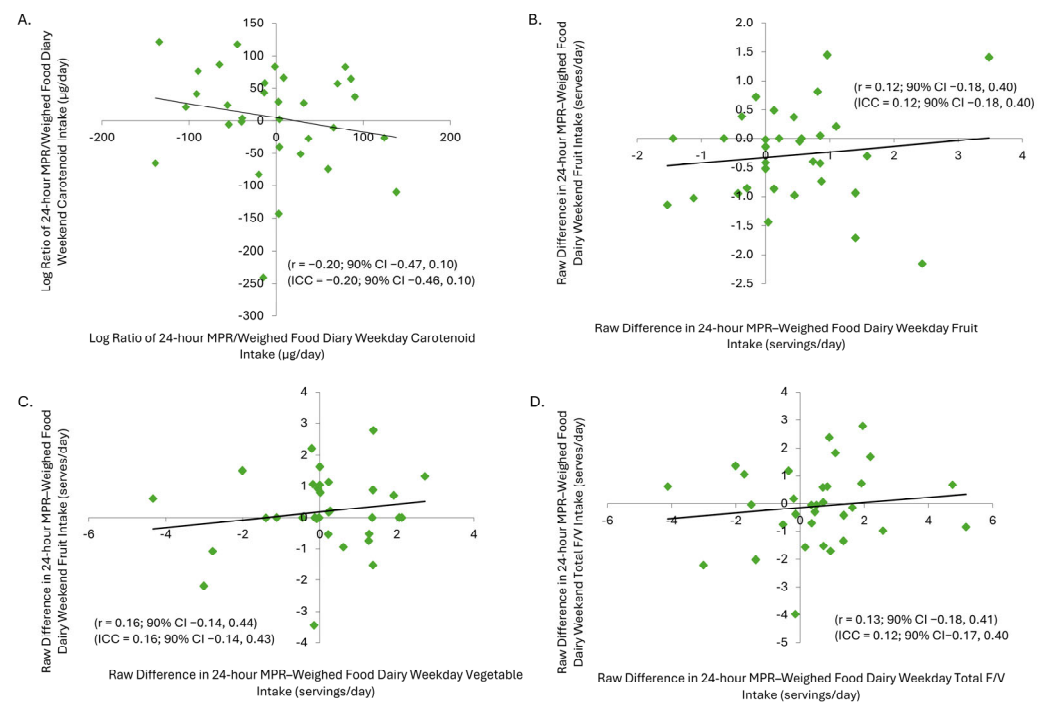 A.
Log Ratio of 24-hour MPR/Weighed Food Diary
Weekend Carotenoid Intake (µg/day)
150
100
50
0
-50
-100
-150
-200
-250
-300
-200
-100
0
100
200
(r = −0.20; 90% CI −0.47, 0.10)
(ICC = −0.20; 90% CI −0.46, 0.10)
Log Ratio of 24-hour MPR/Weighed Food Diary Weekday Carotenoid
Intake (µg/day)
B.
Raw Difference in 24-hour MPR–Weighed Food
Dairy Weekend Fruit Intake (serves/day)
2.0
1.5
1.0
0.5
0.0
-0.5
-1.0
-1.5
-2.0
-2.5
-2
-1
0
1
2
3
4
(r = 0.12; 90% CI −0.18, 0.40)
(ICC = 0.12; 90% CI −0.18, 0.40)
Raw Difference in 24-hour MPR–Weighed Food Dairy Weekday Fruit
Intake (servings/day)
C.
Raw Difference in 24-hour MPR–Weighed Food
Dairy Weekend Fruit Intake (serves/day)
4
3
2
1
0
-1
-2
-3
-4
-6
-4
-2
0
2
4
(r = 0.16; 90% CI −0.14, 0.44)
(ICC = 0.16; 90% CI −0.14, 0.43)
Raw Difference in 24-hour MPR–Weighed Food Dairy Weekday Vegetable
Intake (servings/day)
D.
Raw Difference in 24-hour MPR–Weighed Food
Dairy Weekend Total F/V Intake (serves/day)
4
3
2
1
0
-1
-2
-3
-4
-5
-6
-4
-2
0
2
4
6
(r = 0.13; 90% CI −0.18, 0.41)
(ICC = 0.12; 90% CI−0.17, 0.40
Raw Difference in 24-hour MPR–Weighed Food Dairy Weekday Total F/V
Intake (servings/day)